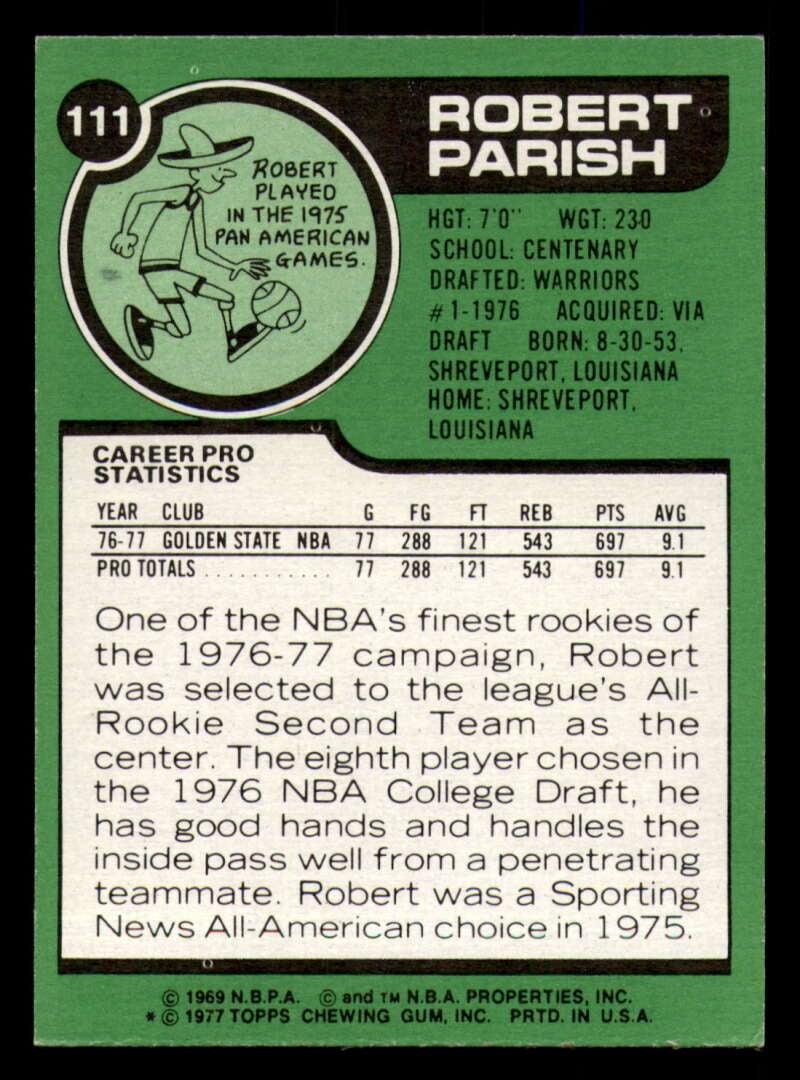 111
ROBERT
PARISH
ROBERT
PLAYED
IN THE 1975
PAN AMERICAN
GAMES.
HGT: 7'0" WGT: 230
SCHOOL: CENTENARY
DRAFTED: WARRIORS
#1-1976 ACQUIRED: VIA
DRAFT BORN: 8-30-53,
SHREVEPORT, LOUISIANA
HOME: SHREVEPORT,
LOUISIANA
CAREER PRO
STATISTICS
YEAR CLUB G FG FT REB PTS AVG
76-77 GOLDEN STATE NBA 77 288 121 543 697 9.1
PRO TOTALS ........... 77 288 121 543 697 9.1
One of the NBA's finest rookies of
the 1976-77 campaign, Robert
was selected to the league's All-
Rookie Second Team as the
center. The eighth player chosen in
the 1976 NBA College Draft, he
has good hands and handles the
inside pass well from a penetrating
teammate. Robert was a Sporting
News All-American choice in 1975.
© 1969 N.B.P.A. © and TM N.B.A. PROPERTIES, INC.
* © 1977 TOPPS CHEWING GUM, INC. PRTD. IN U.S.A.